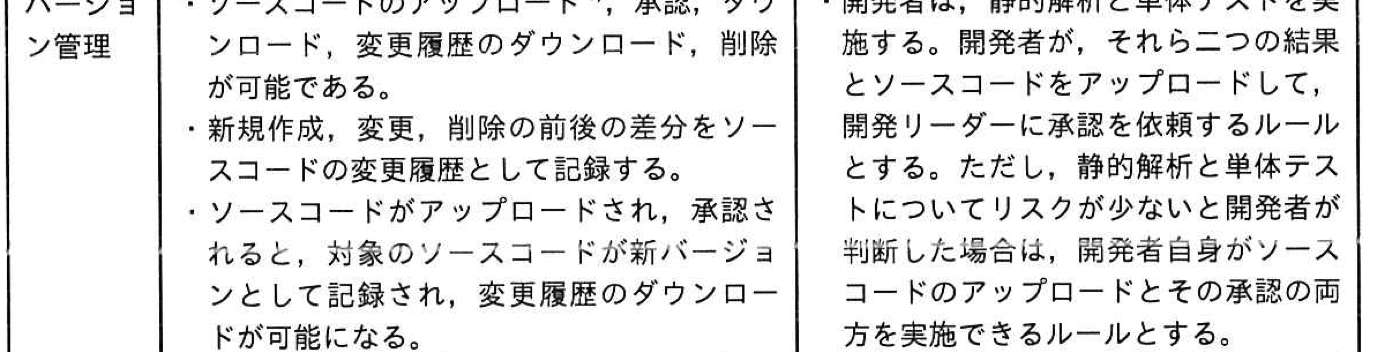 バージョ
ン管理
・ソースコードのアップロード
，承認，ダウ
ンロード，変更履歴のダウンロード，削除
が可能である。
・新規作成，変更，削除の前後の差分をソー
スコードの変更履歴として記録する。
・ソースコードがアップロードされ，承認さ
れると，対象のソースコードが新バージョ
ンとして記録され，変更履歴のダウンロー
ドが可能になる。
・開発者は，静的解析と単体テストを実
施する。開発者が，それら二つの結果
とソースコードをアップロードして，
開発リーダーに承認を依頼するルール
とする。ただし，静的解析と単体テス
トについてリスクが少ないと開発者が
判断した場合は，開発者自身がソース
コードのアップロードとその承認の両
方を実施できるルールとする。